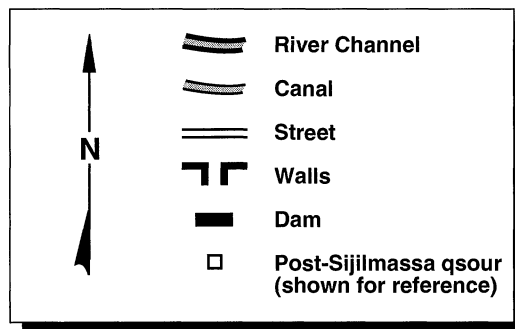 N
River Channel
Canal
Street
Walls
Dam
Post-Sijilmassa qsour
(shown for reference)